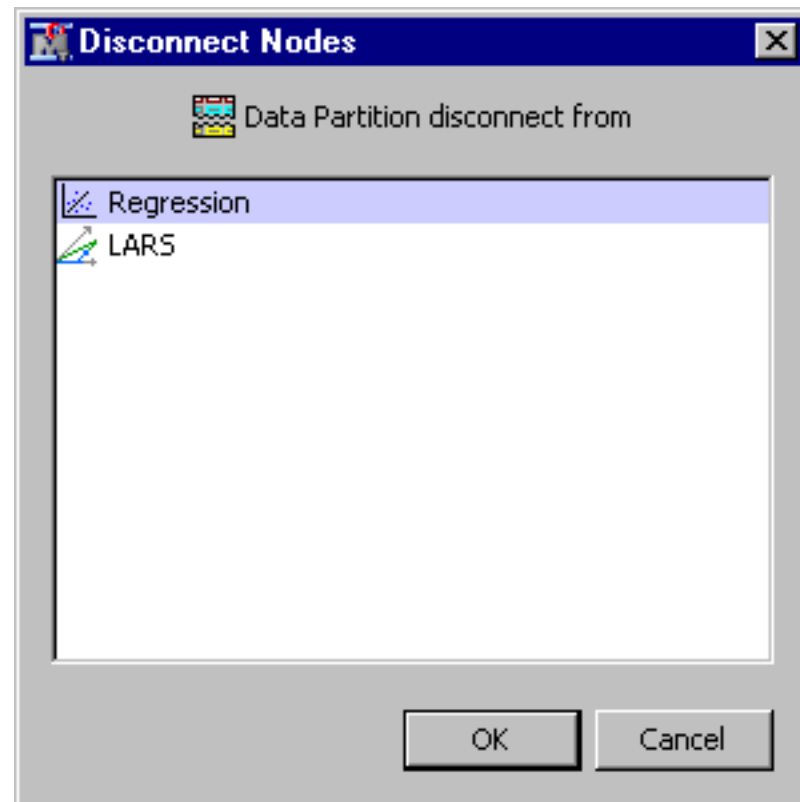 Disconnect Nodes
Data Partition disconnect from
Regression
LARS
OK
Cancel